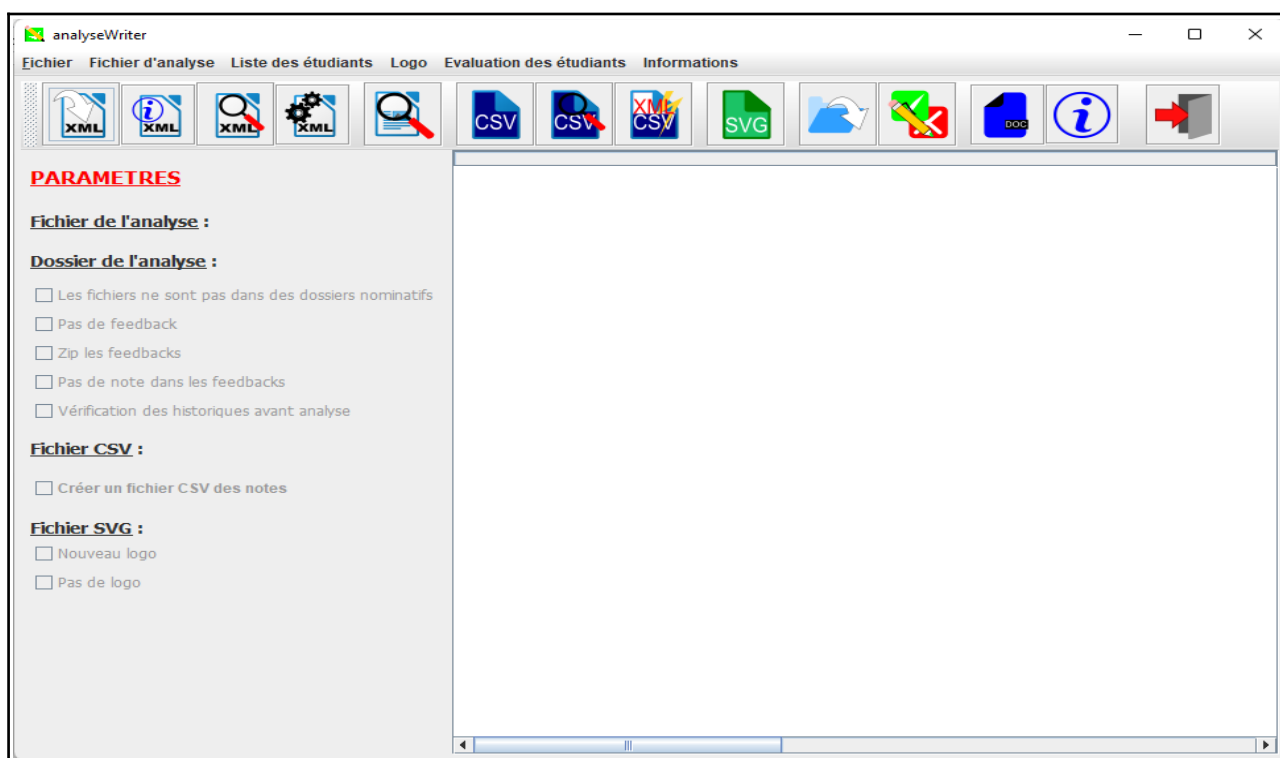 analyseWriter
Fichier Fichier d'analyse Liste des étudiants Logo Evaluation des étudiants Informations
XML XML XML XML CSV CSV XML CSV SVG DOC i
PARAMETRES
Fichier de l'analyse :
Dossier de l'analyse :
Les fichiers ne sont pas dans des dossiers nominatifs
Pas de feedback
Zip les feedbacks
Pas de note dans les feedbacks
Vérification des historiques avant analyse
Fichier CSV :
Créer un fichier CSV des notes
Fichier SVG :
Nouveau logo
Pas de logo